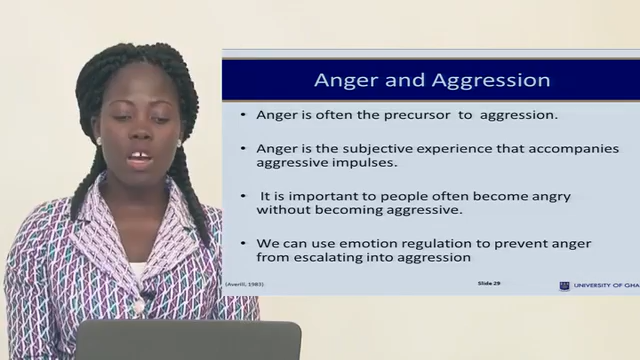 Anger and Aggression
• Anger is often the precursor to aggression.
• Anger is the subjective experience that accompanies
aggressive impulses.
• It is important to people often become angry
without becoming aggressive.
• We can use emotion regulation to prevent anger
from escalating into aggression
(Averill, 1983)
Slide 29
UNIVERSITY OF GHA